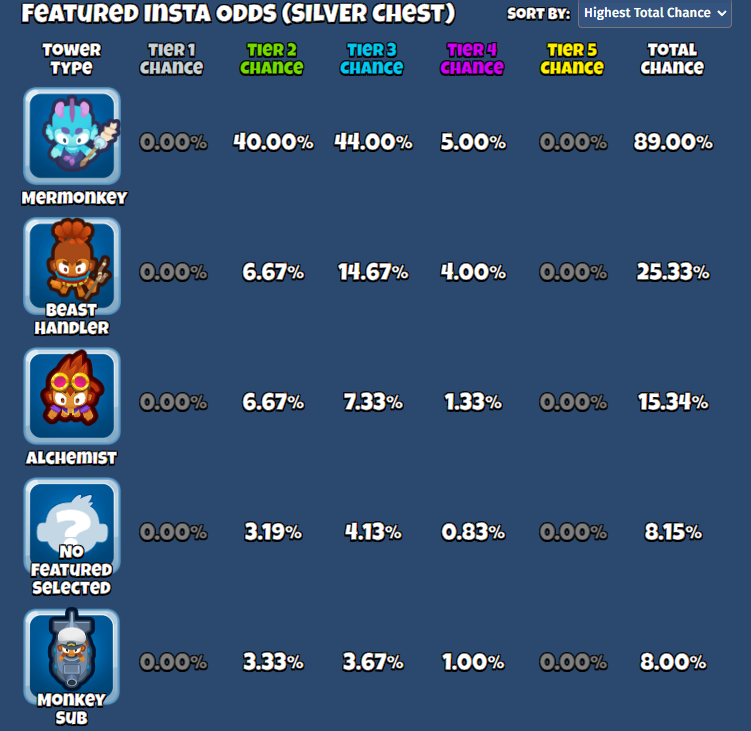 Featured Insta Odds (Silver Chest)
Sort By: Highest Total Chance
Tower Type
Tier 1 Chance
Tier 2 Chance
Tier 3 Chance
Tier 4 Chance
Tier 5 Chance
Total Chance
0.00% 40.00% 44.00% 5.00% 0.00% 89.00%
Mermonkey
0.00% 6.67% 14.67% 4.00% 0.00% 25.33%
Beast
Handler
0.00% 6.67% 7.33% 1.33% 0.00% 15.34%
Alchemist
?
0.00% 3.19% 4.13% 0.83% 0.00% 8.15%
No
Featured
Selected
0.00% 3.33% 3.67% 1.00% 0.00% 8.00%
Monkey
Sub